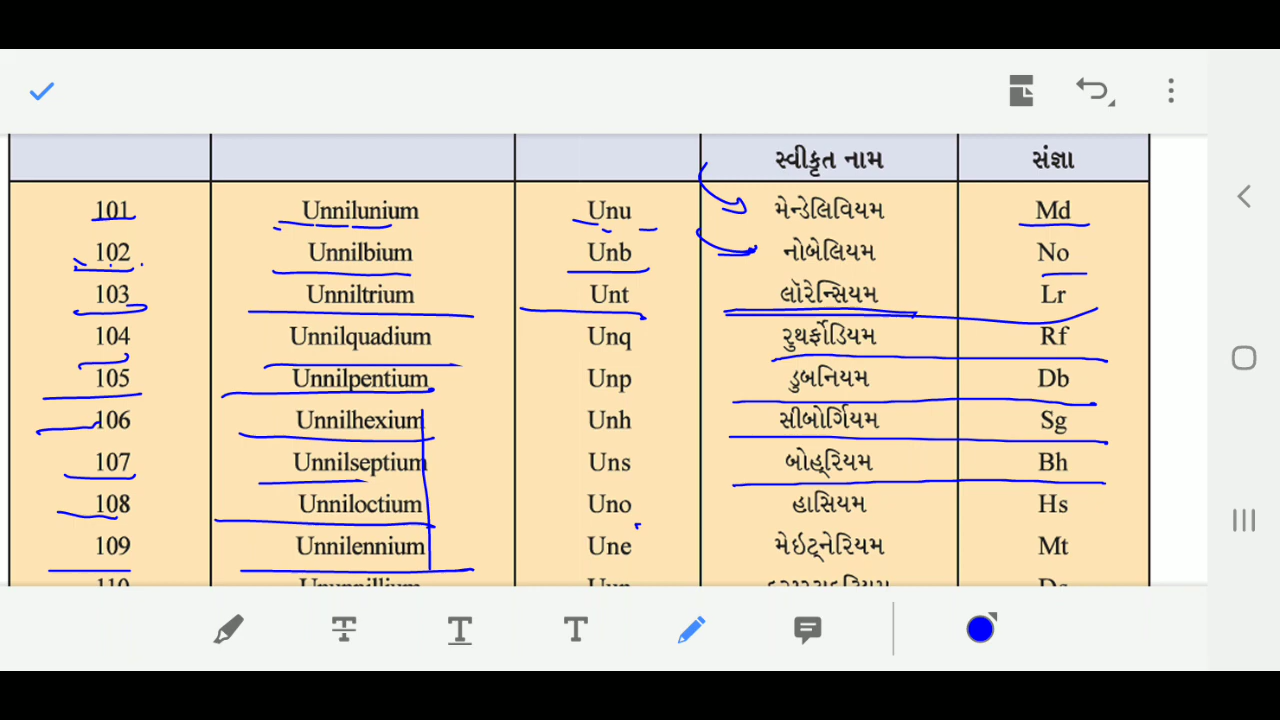 સ્વીકૃત નામ સંજ્ઞા
101 Unnilunium Unu મેન્ડેલિવિયમ Md
102 Unnilbium Unb નોબેલિયમ No
103 Unniltrium Unt લૉરેન્સિયમ Lr
104 Unnilquadium Unq રુથર્ફોડિયમ Rf
105 Unnilpentium Unp ડુબનિયમ Db
106 Unnilhexium Unh સીબોર્ગિયમ Sg
107 Unnilseptium Uns બોહ્રિયમ Bh
108 Unniloctium Uno હાસિયમ Hs
109 Unnilennium Une મેઇટ્નેરિયમ Mt
110